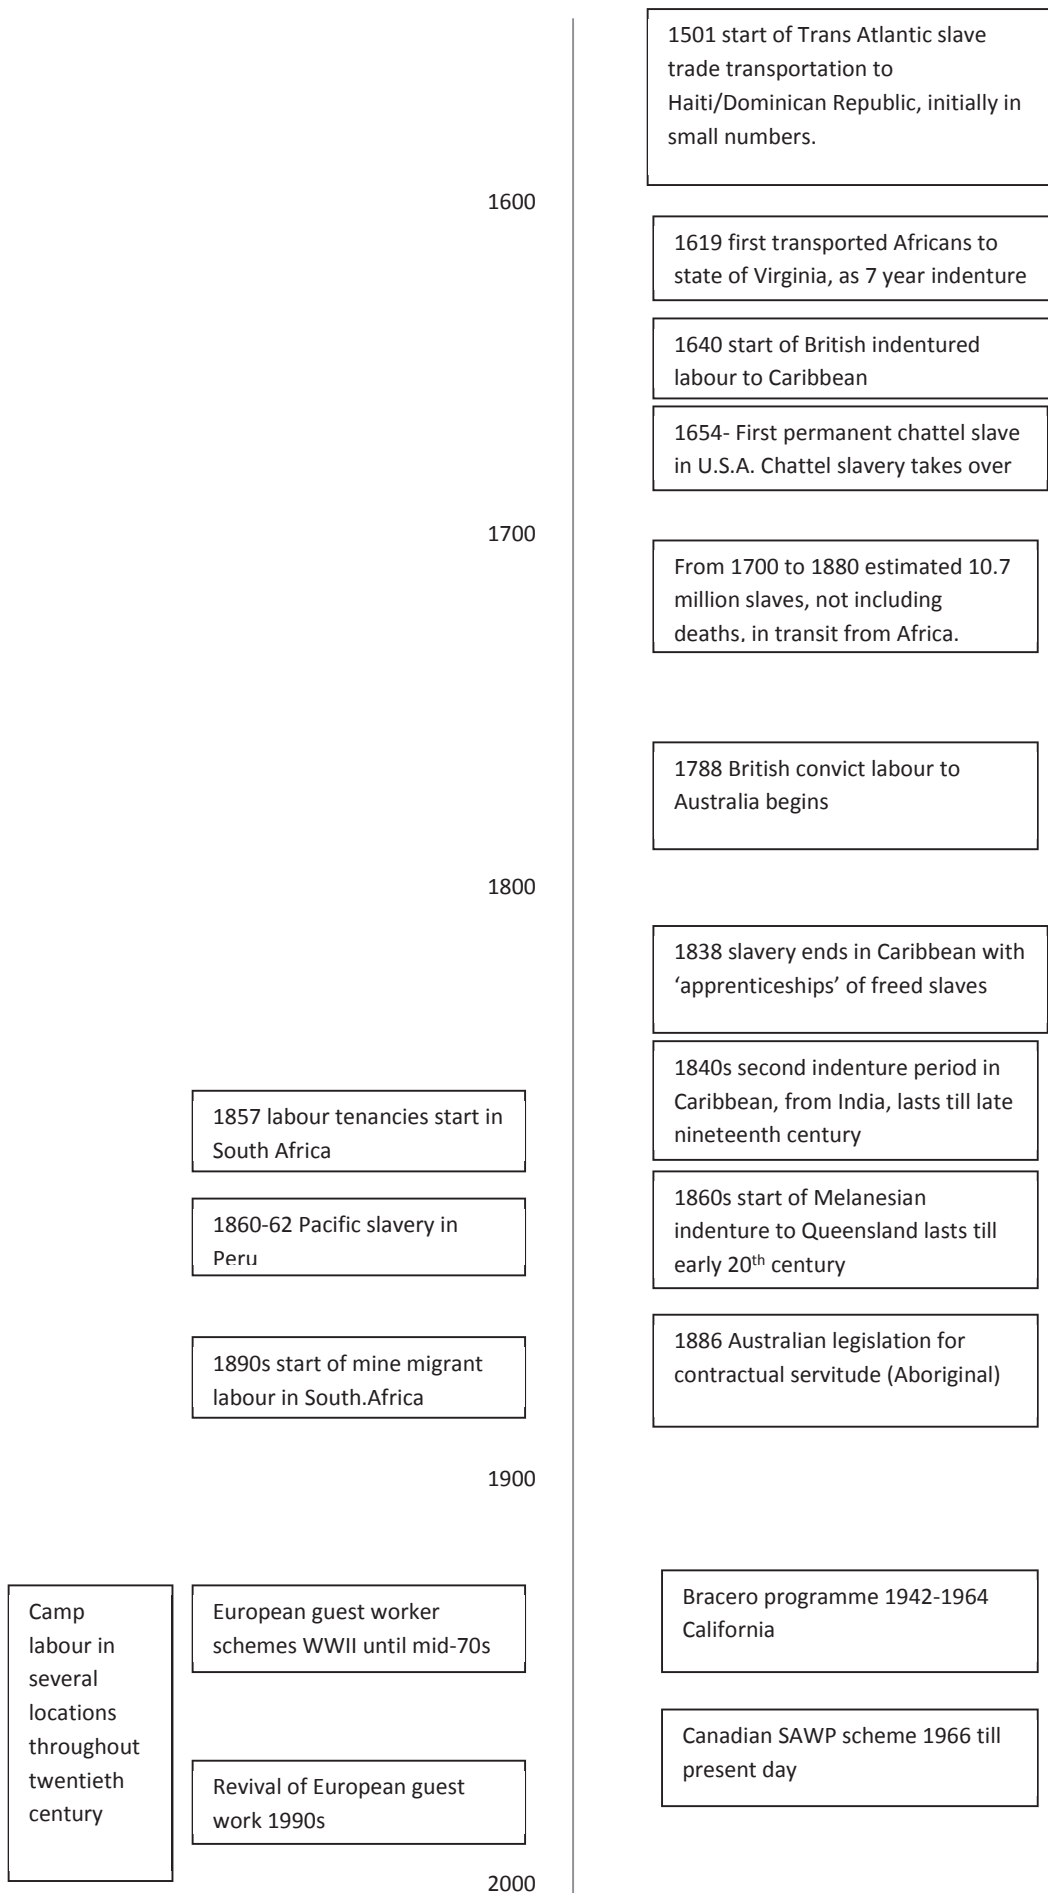 1501 start of Trans Atlantic slave
trade transportation to
Haiti/Dominican Republic, initially in
small numbers.
1600
1619 first transported Africans to
state of Virginia, as 7 year indenture
1640 start of British indentured
labour to Caribbean
1654- First permanent chattel slave
in U.S.A. Chattel slavery takes over
1700
From 1700 to 1880 estimated 10.7
million slaves, not including
deaths, in transit from Africa.
1788 British convict labour to
Australia begins
1800
1838 slavery ends in Caribbean with
‘apprenticeships’ of freed slaves
1840s second indenture period in
Caribbean, from India, lasts till late
nineteenth century
1857 labour tenancies start in
South Africa
1860-62 Pacific slavery in
Peru
1860s start of Melanesian
indenture to Queensland lasts till
early 20th century
1890s start of mine migrant
labour in South.Africa
1886 Australian legislation for
contractual servitude (Aboriginal)
1900
Camp
labour in
several
locations
throughout
twentieth
century
European guest worker
schemes WWII until mid-70s
Bracero programme 1942-1964
California
Canadian SAWP scheme 1966 till
present day
Revival of European guest
work 1990s
2000